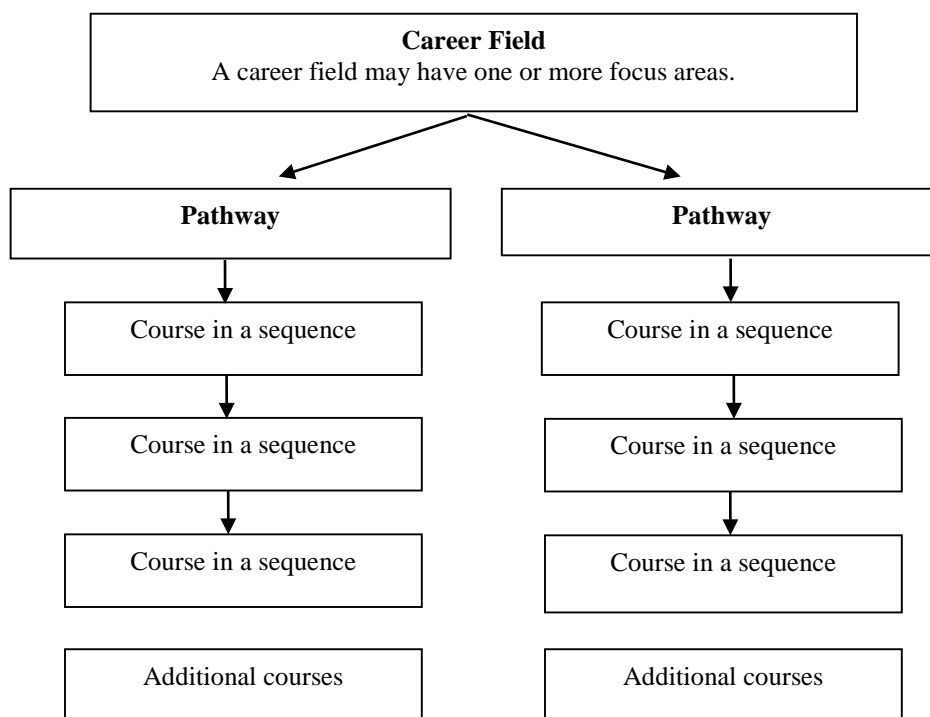 Career Field
A career field may have one or more focus areas.
Pathway
Pathway
Course in a sequence
Course in a sequence
Course in a sequence
Course in a sequence
Course in a sequence
Course in a sequence
Additional courses
Additional courses